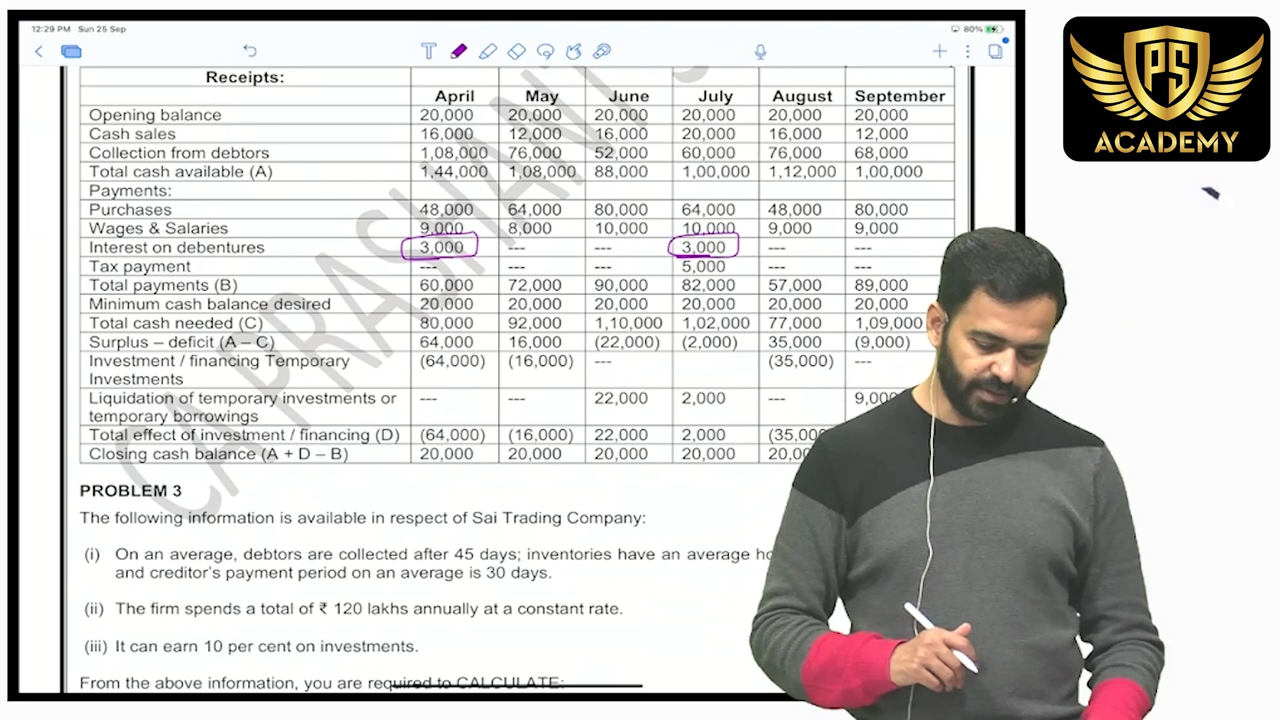 12:29 PM Sun 25 Sep
80%
T
PS
ACADEMY
Receipts:
April May June July August September
Opening balance 20,000 20,000 20,000 20,000 20,000 20,000
Cash sales 16,000 12,000 16,000 20,000 16,000 12,000
Collection from debtors 1,08,000 76,000 52,000 60,000 76,000 68,000
Total cash available (A) 1,44,000 1,08,000 88,000 1,00,000 1,12,000 1,00,000
Payments:
Purchases 48,000 64,000 80,000 64,000 48,000 80,000
Wages & Salaries 9,000 8,000 10,000 10,000 9,000 9,000
Interest on debentures 3,000 --- --- 3,000 --- ---
Tax payment --- --- --- 5,000 --- ---
Total payments (B) 60,000 72,000 90,000 82,000 57,000 89,000
Minimum cash balance desired 20,000 20,000 20,000 20,000 20,000 20,000
Total cash needed (C) 80,000 92,000 1,10,000 1,02,000 77,000 1,09,000
Surplus – deficit (A – C) 64,000 16,000 (22,000) (2,000) 35,000 (9,000)
Investment / financing Temporary (64,000) (16,000) --- (35,000) ---
Investments
Liquidation of temporary investments or --- --- 22,000 2,000 9,00
temporary borrowings
Total effect of investment / financing (D) (64,000) (16,000) 22,000 2,000 (35,000
Closing cash balance (A + D – B) 20,000 20,000 20,000 20,000 20,00
CA PRASHANT S
PROBLEM 3
The following information is available in respect of Sai Trading Company:
(i) On an average, debtors are collected after 45 days; inventories have an average
and creditor's payment period on an average is 30 days.
(ii) The firm spends a total of ₹ 120 lakhs annually at a constant rate.
(iii) It can earn 10 per cent on investments.
From the above information, you are required to CALCULATE: